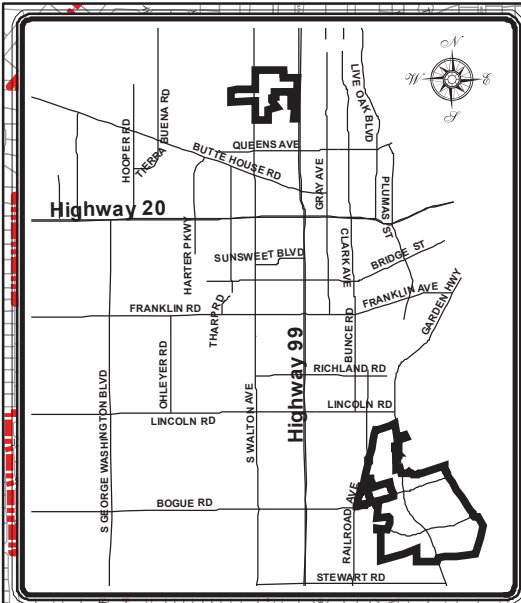 N
W
E
S
LIVE OAK BLVD
HOOPER RD
TIERRA BUENA RD
QUEENS AVE
BUTTE HOUSE RD
GRAY AVE
PLUMAS ST
Highway 20
HARTER PKWY
SUNSWEET BLVD
CLARK AVE
BRIDGE ST
FRANKLIN RD
FRANKLIN AVE
THARP RD
GARDEN HWY
BUNCE RD
Highway 99
OHLEYER RD
RICHLAND RD
S GEORGE WASHINGTON BLVD
S WALTON AVE
LINCOLN RD
LINCOLN RD
BOGUE RD
RAILROAD AVE
STEWART RD